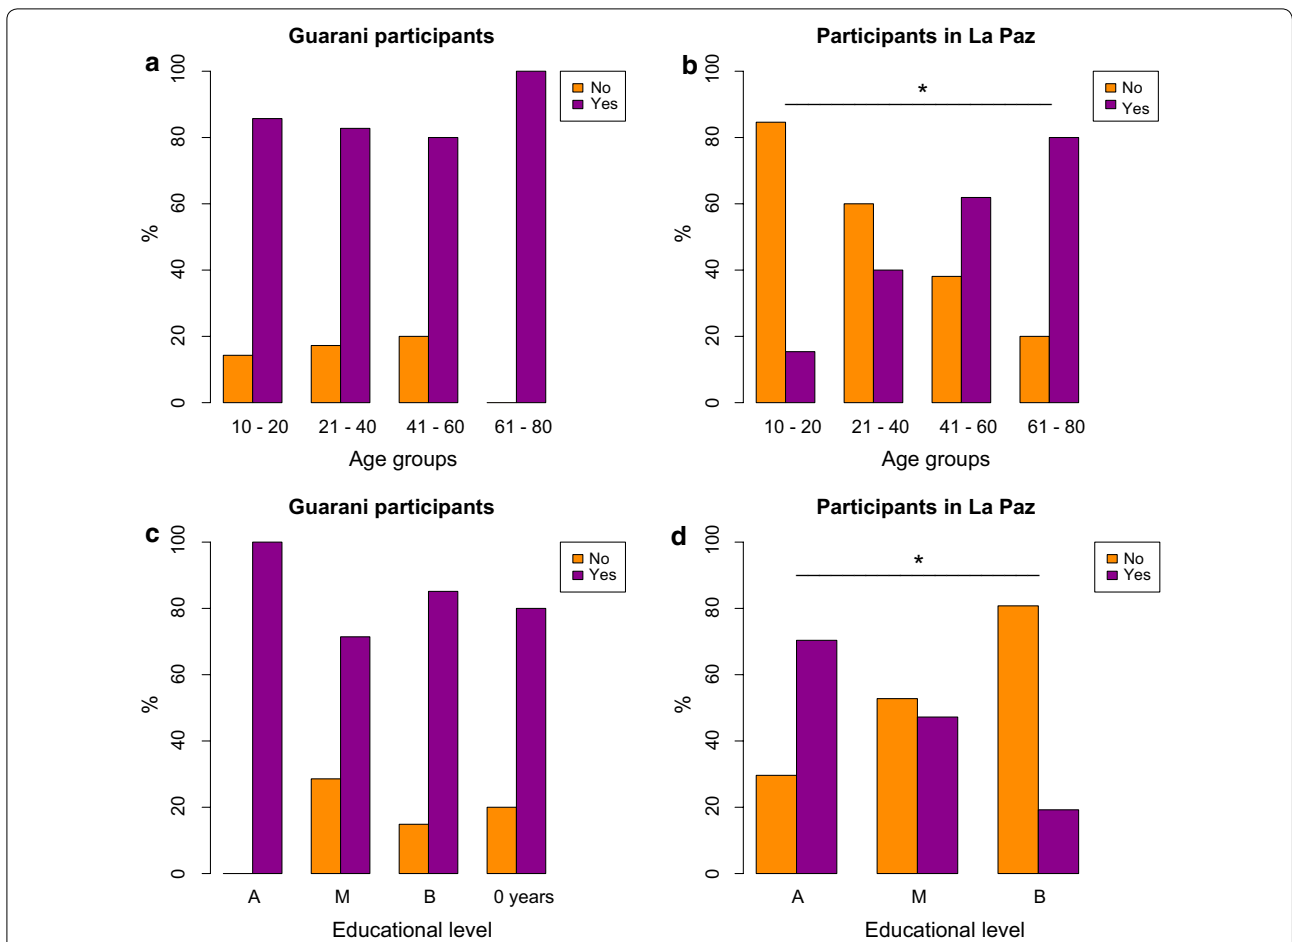 Guarani participants
a
No
Yes
%
0
20
40
60
80
100
10 - 20
21 - 40
41 - 60
61 - 80
Age groups
Participants in La Paz
b
No
Yes
*
%
0
20
40
60
80
100
10 - 20
21 - 40
41 - 60
61 - 80
Age groups
Guarani participants
c
No
Yes
%
0
20
40
60
80
100
A
M
B
0 years
Educational level
Participants in La Paz
d
No
Yes
*
%
0
20
40
60
80
100
A
M
B
Educational level